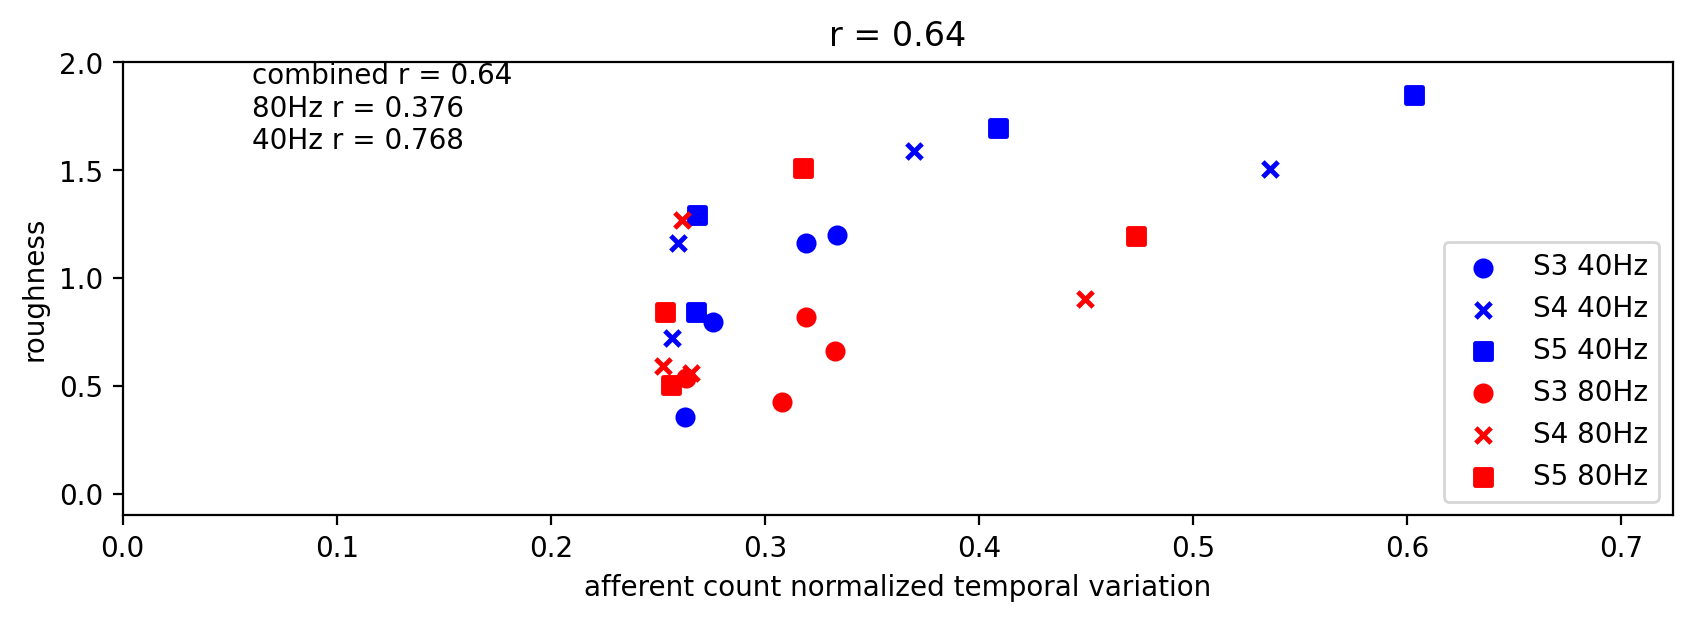 r = 0.64
combined r = 0.64
80Hz r = 0.376
40Hz r = 0.768
2.0
1.5
1.0
0.5
0.0
roughness
S3 40Hz
S4 40Hz
S5 40Hz
S3 80Hz
S4 80Hz
S5 80Hz
0.0 0.1 0.2 0.3 0.4 0.5 0.6 0.7
afferent count normalized temporal variation